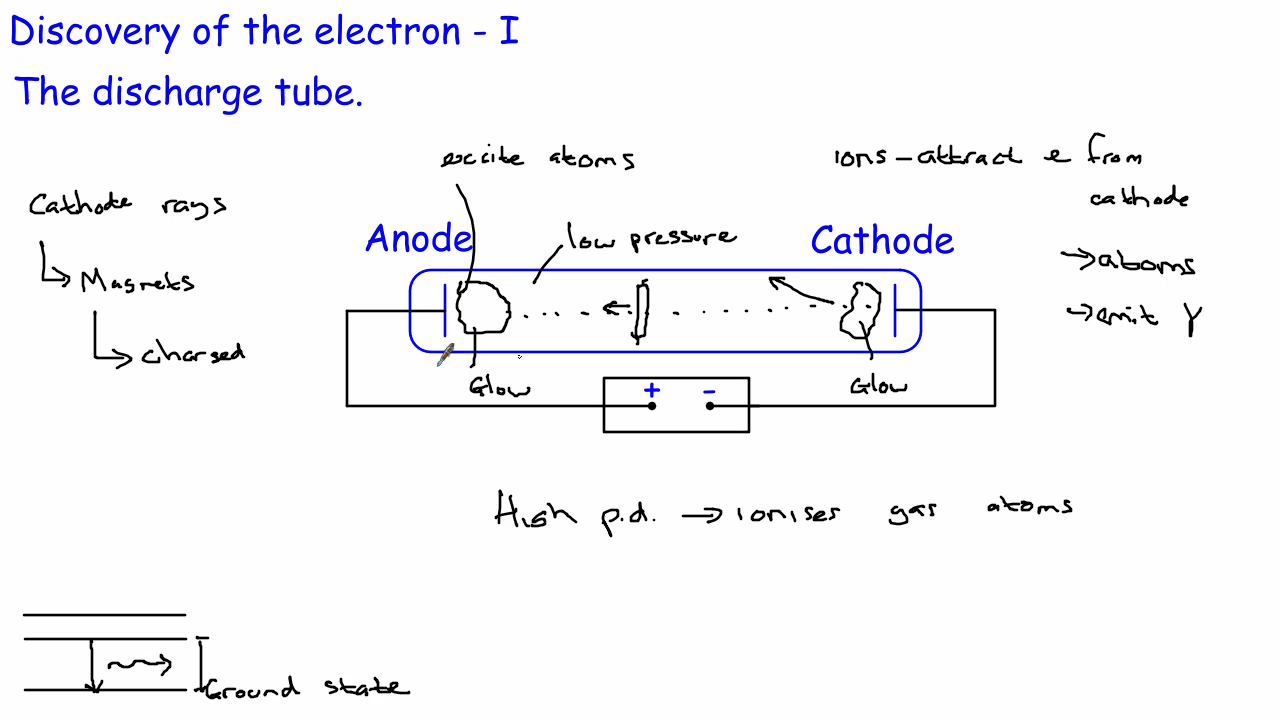 Discovery of the electron - I
The discharge tube.
excite atoms
ions - attract e from
cathode
Cathode rays
Anode
low pressure
Cathode
→ atoms
→ emit γ
Magnets
charged
Glow
+ -
Glow
High p.d. → ionises gas atoms
Ground state